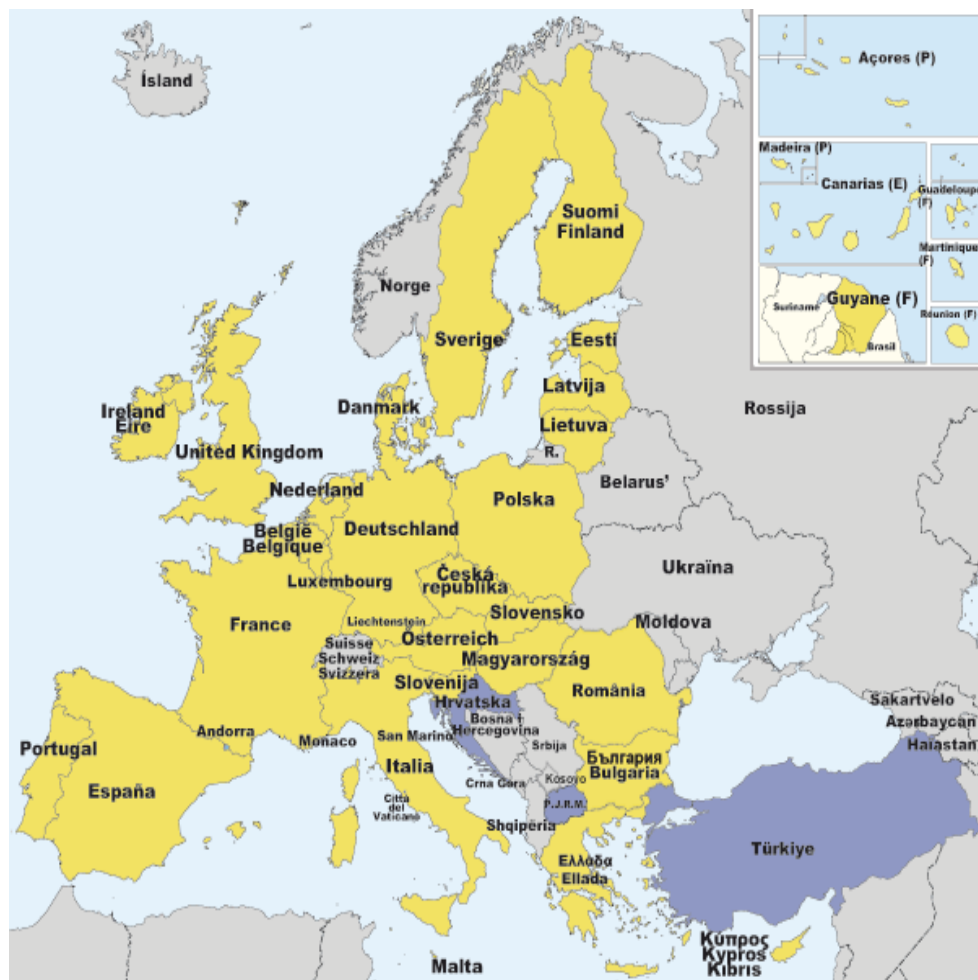 Ísland
Açores (P)
Madeira (P)
Canarias (E)
Guadeloupe
(F)
Martinique
(F)
Guyane (F)
Suriname
Brasil
Réunion (F)
Suomi
Finland
Norge
Sverige
Eesti
Latvija
Lietuva
R.
Danmark
Ireland
Éire
United Kingdom
Rossija
Belarus'
Nederland
Polska
België
Belgique
Deutschland
Luxembourg
Česká
republika
Ukraïna
Slovensko
Moldova
France
Liechtenstein
Österreich
Suisse
Schweiz
Svizzera
Magyarország
Slovenija
România
Hrvatska
Bosna i
Hercegovina
Srbija
Sakartvelo
Azərbaycan
Haiastan
Portugal
España
Andorra
Monaco
San Marino
Italia
Città
del
Vaticano
Crna Gora
Kosovo
България
Bulgaria
P.J.R.M.
Shqipëria
Ελλάδα
Ellada
Türkiye
Malta
Κύπρος
Kypros
Kıbrıs